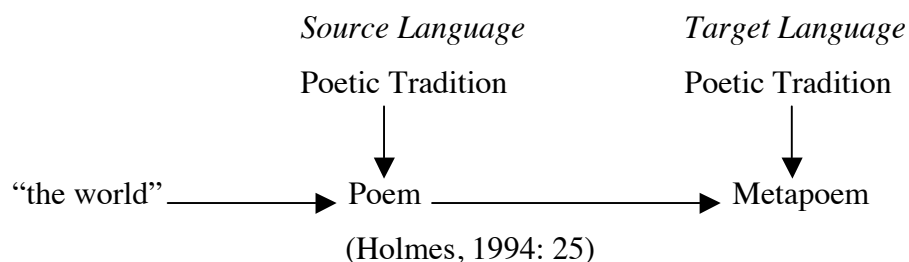 Source Language Target Language
Poetic Tradition Poetic Tradition
“the world” Poem Metapoem
(Holmes, 1994: 25)